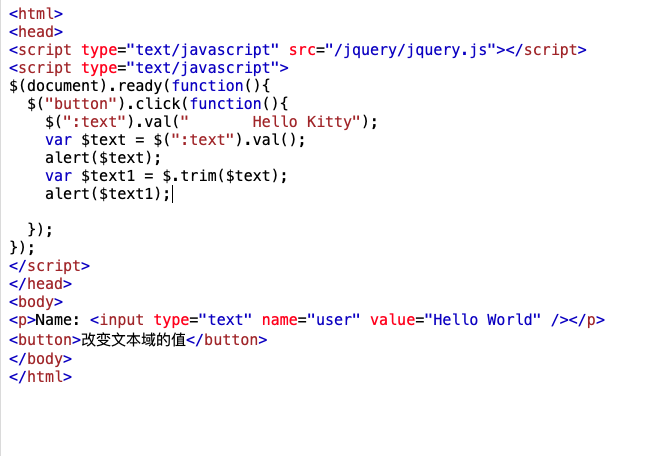 <html>
<head>
<script type="text/javascript" src="/jquery/jquery.js"></script>
<script type="text/javascript">
$(document).ready(function(){
  $("button").click(function(){
    $(":text").val("       Hello Kitty");
    var $text = $(":text").val();
    alert($text);
    var $text1 = $.trim($text);
    alert($text1);

  });
});
</script>
</head>
<body>
<p>Name: <input type="text" name="user" value="Hello World" /></p>
<button>改变文本域的值</button>
</body>
</html>